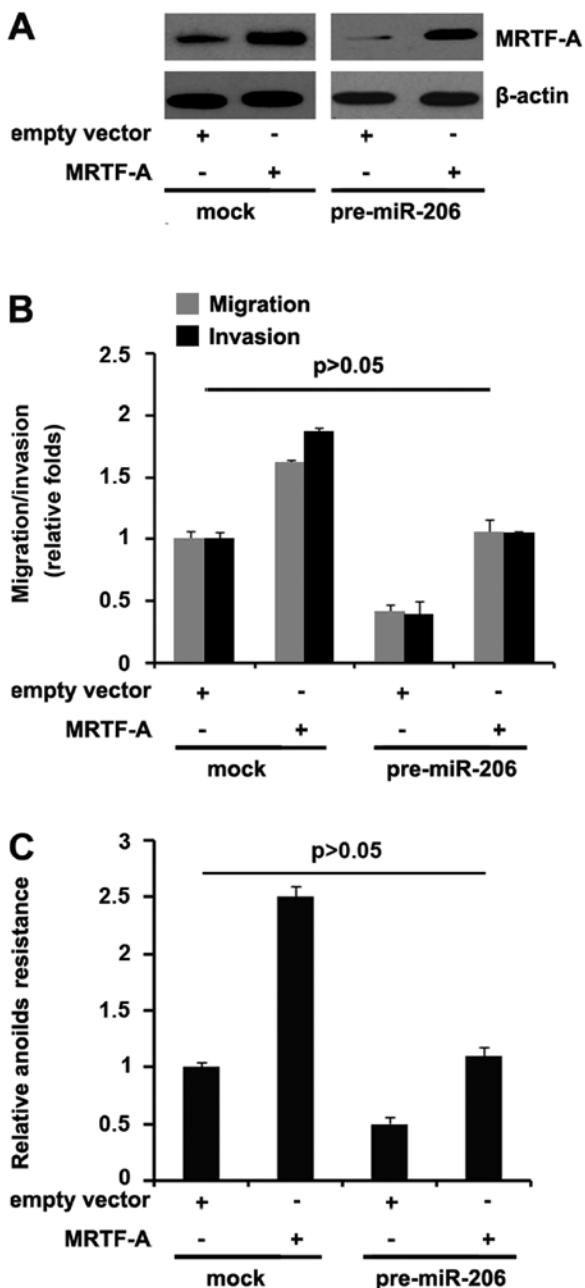 A
MRTF-A
β-actin
empty vector + - + -
MRTF-A - + - +
mock pre-miR-206
B
Migration
Invasion
p>0.05
Migration/invasion
(relative folds)
2.5
2
1.5
1
0.5
0
empty vector + - + -
MRTF-A - + - +
mock pre-miR-206
C
p>0.05
Relative anoilds resistance
3
2.5
2
1.5
1
0.5
0
empty vector + - + -
MRTF-A - + - +
mock pre-miR-206